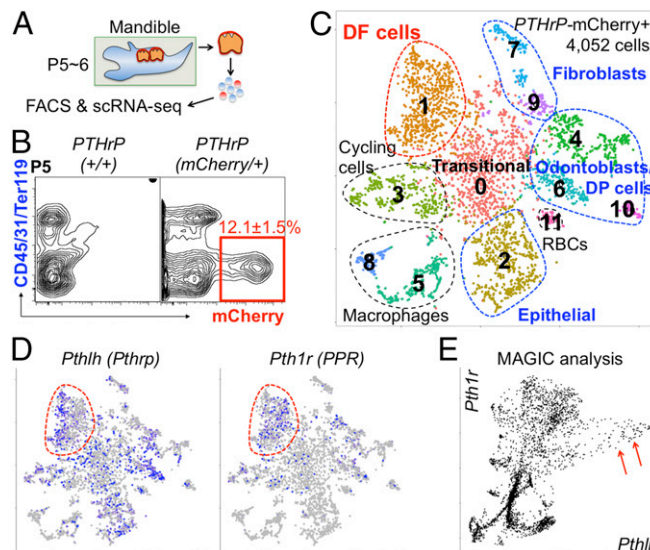 A
Mandible
P5~6
FACS & scRNA-seq
B
P5
PTHrP
(+/+)
PTHrP
(mCherry/+)
CD45/31/Ter119
12.1±1.5%
mCherry
C
DF cells
PTHrP-mCherry+
4,052 cells
7
Fibroblasts
1
9
4
Cycling
cells
Transitional
Odontoblasts/
DP cells
3
0
6
10
11
RBCs
8
5
2
Macrophages
Epithelial
D
Pthlh (Pthrp)
Pth1r (PPR)
E
MAGIC analysis
Pth1r